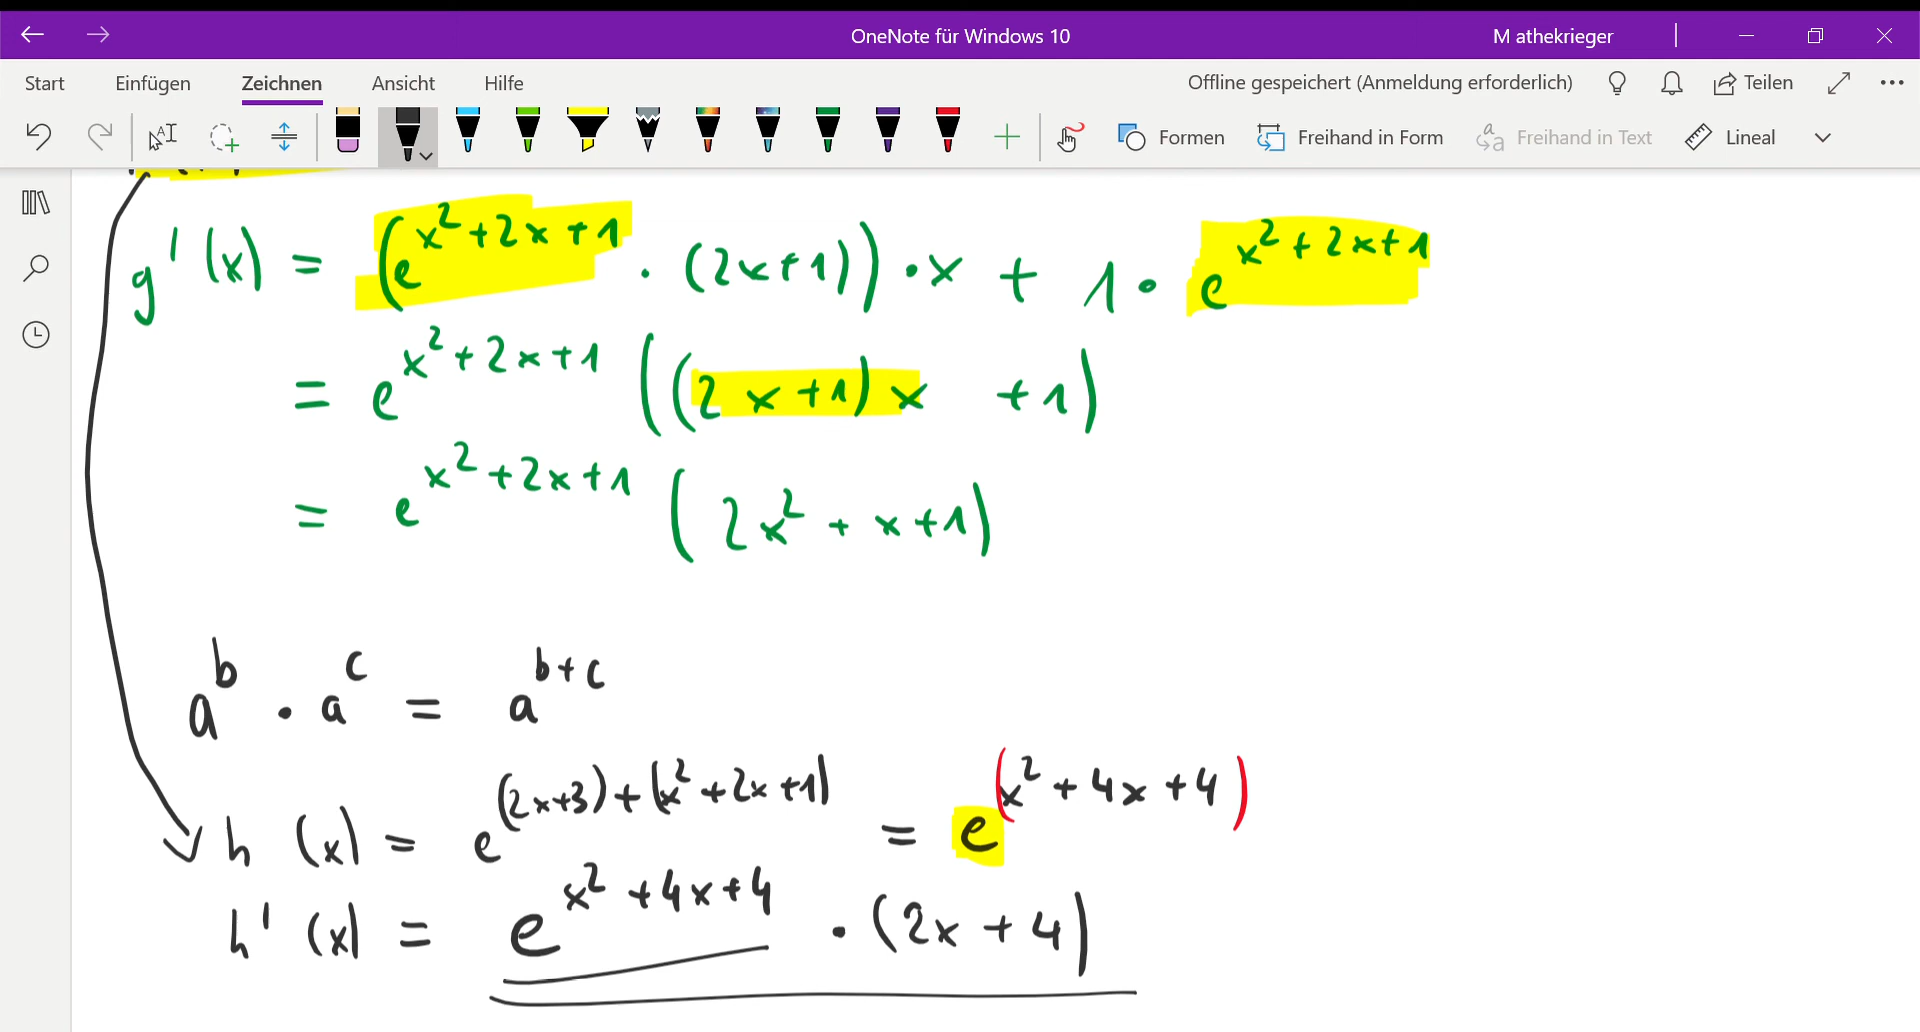 OneNote für Windows 10
M athekrieger
Start Einfügen Zeichnen Ansicht Hilfe
Offline gespeichert (Anmeldung erforderlich) Teilen
Formen Freihand in Form Freihand in Text Lineal
g'(x) = (e^{x²+2x+1} · (2x+1)) · x + 1 · e^{x²+2x+1}
= e^{x²+2x+1} ((2x+1)x +1)
= e^{x²+2x+1} (2x² + x+1)
a^b · a^c = a^{b+c}
h (x) = e^{(2x+3)+(x²+2x+1)} = e^{(x²+4x+4)}
h' (x) = e^{x²+4x+4} · (2x + 4)